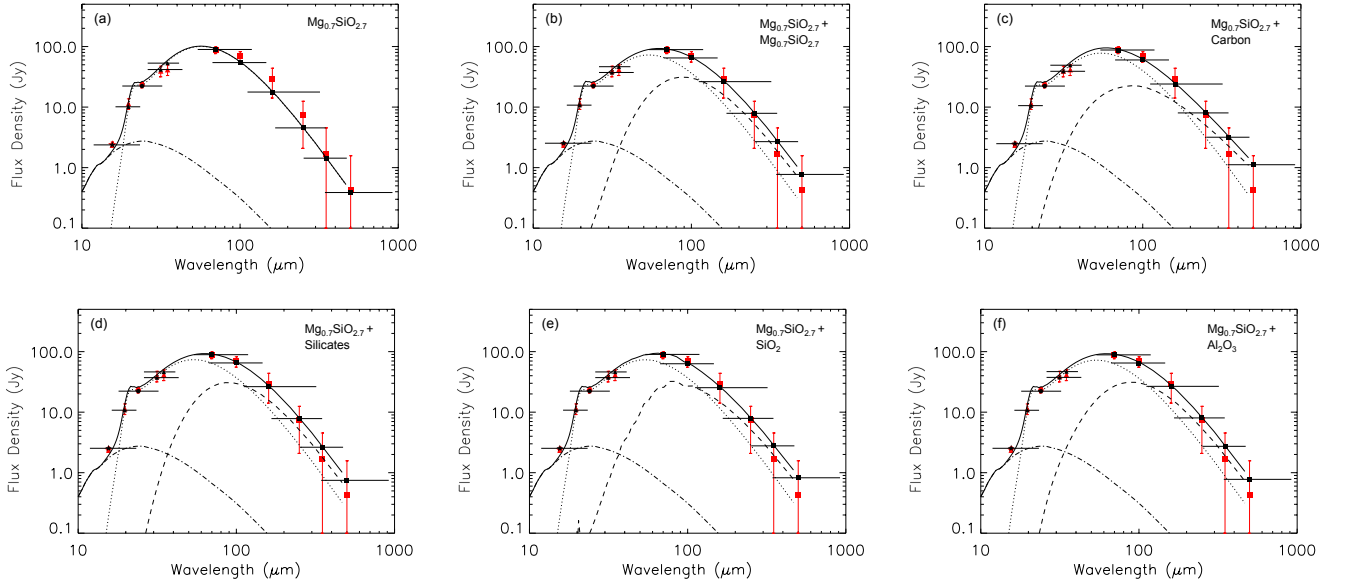 (a)
Mg0.7SiO2.7
Flux Density (Jy)
100.0
10.0
1.0
0.1
10
100
1000
Wavelength (μm)
(b)
Mg0.7SiO2.7 +
Mg0.7SiO2.7
Flux Density (Jy)
100.0
10.0
1.0
0.1
10
100
1000
Wavelength (μm)
(c)
Mg0.7SiO2.7 +
Carbon
Flux Density (Jy)
100.0
10.0
1.0
0.1
10
100
1000
Wavelength (μm)
(d)
Mg0.7SiO2.7 +
Silicates
Flux Density (Jy)
100.0
10.0
1.0
0.1
10
100
1000
Wavelength (μm)
(e)
Mg0.7SiO2.7 +
SiO2
Flux Density (Jy)
100.0
10.0
1.0
0.1
10
100
1000
Wavelength (μm)
(f)
Mg0.7SiO2.7 +
Al2O3
Flux Density (Jy)
100.0
10.0
1.0
0.1
10
100
1000
Wavelength (μm)